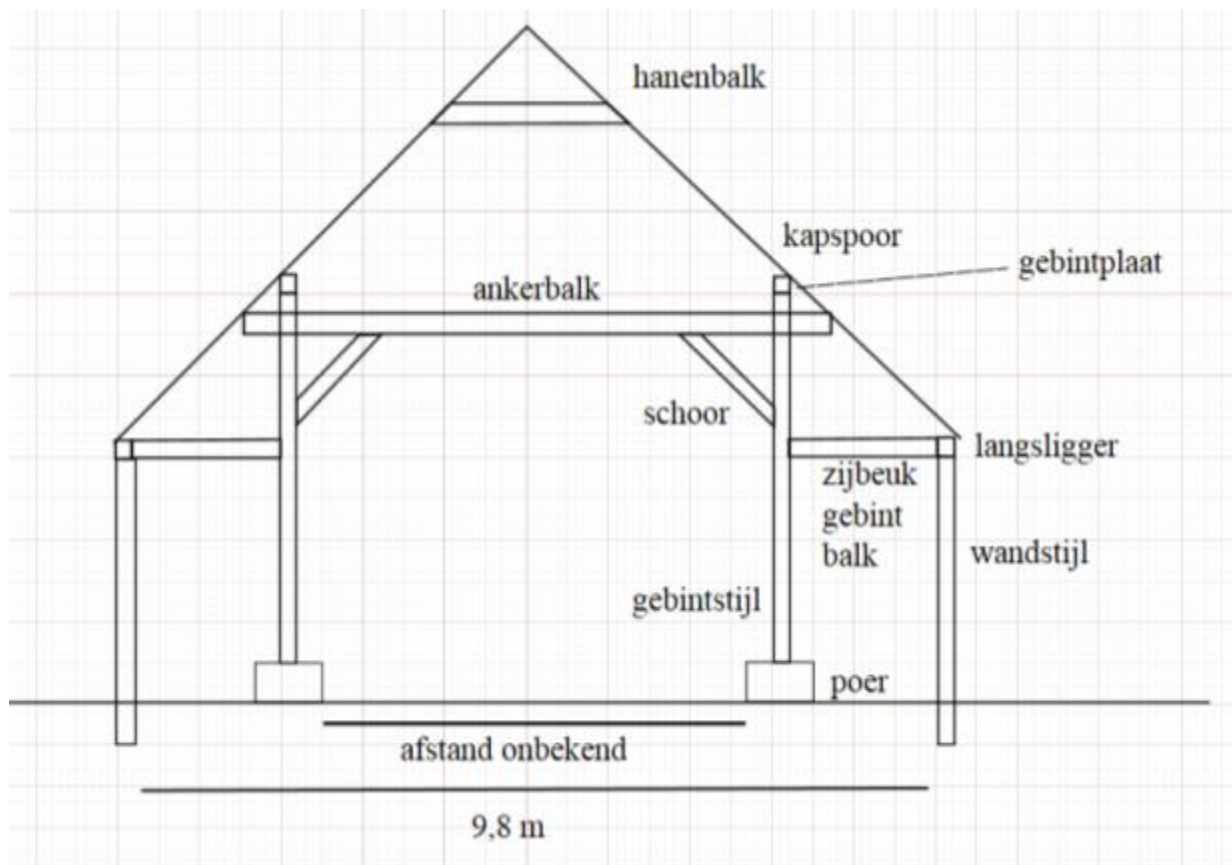 hanenbalk
kapspoor
gebintplaat
ankerbalk
schoor
langsligger
zijbeuk
gebint
balk
wandstijl
gebintstijl
poer
afstand onbekend
9,8 m